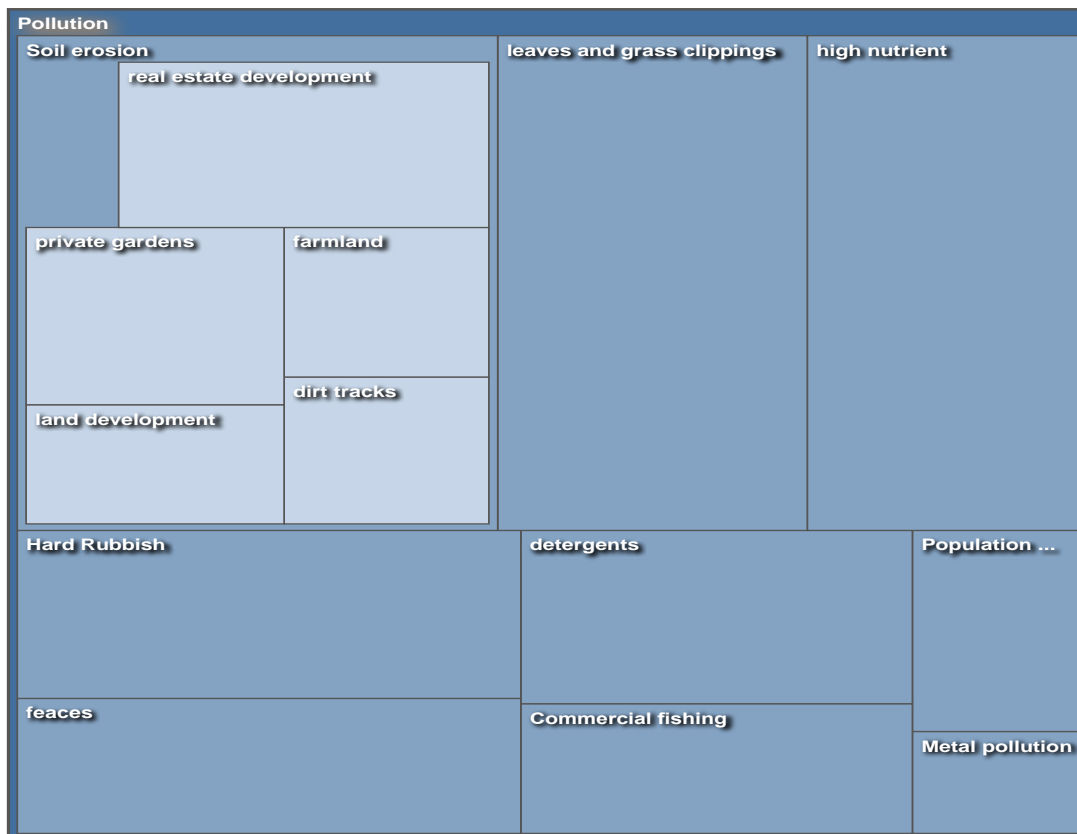 Pollution
Soil erosion
leaves and grass clippings
high nutrient
real estate development
private gardens
farmland
dirt tracks
land development
Hard Rubbish
detergents
Population ...
feaces
Commercial fishing
Metal pollution